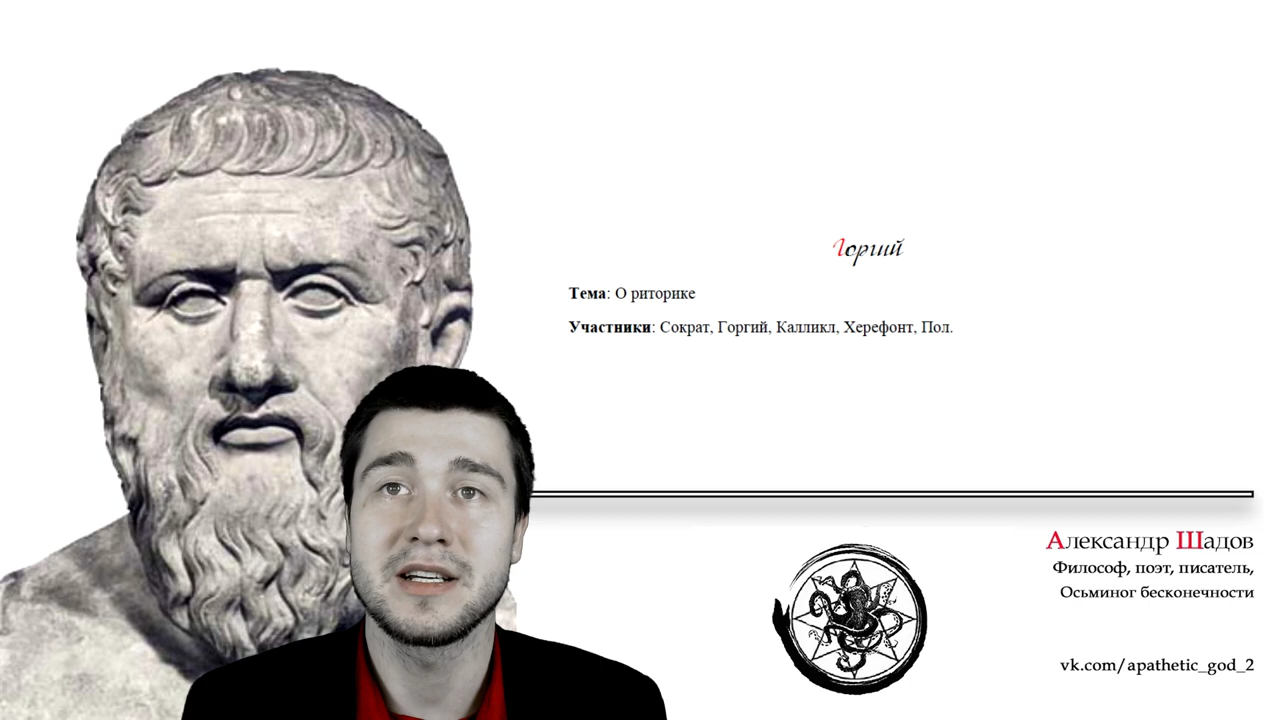 Горгий
Тема: О риторике
Участники: Сократ, Горгий, Калликл, Херефонт, Пол.
Александр Шадов
Философ, поэт, писатель,
Осьминог бесконечности
vk.com/apathetic_god_2